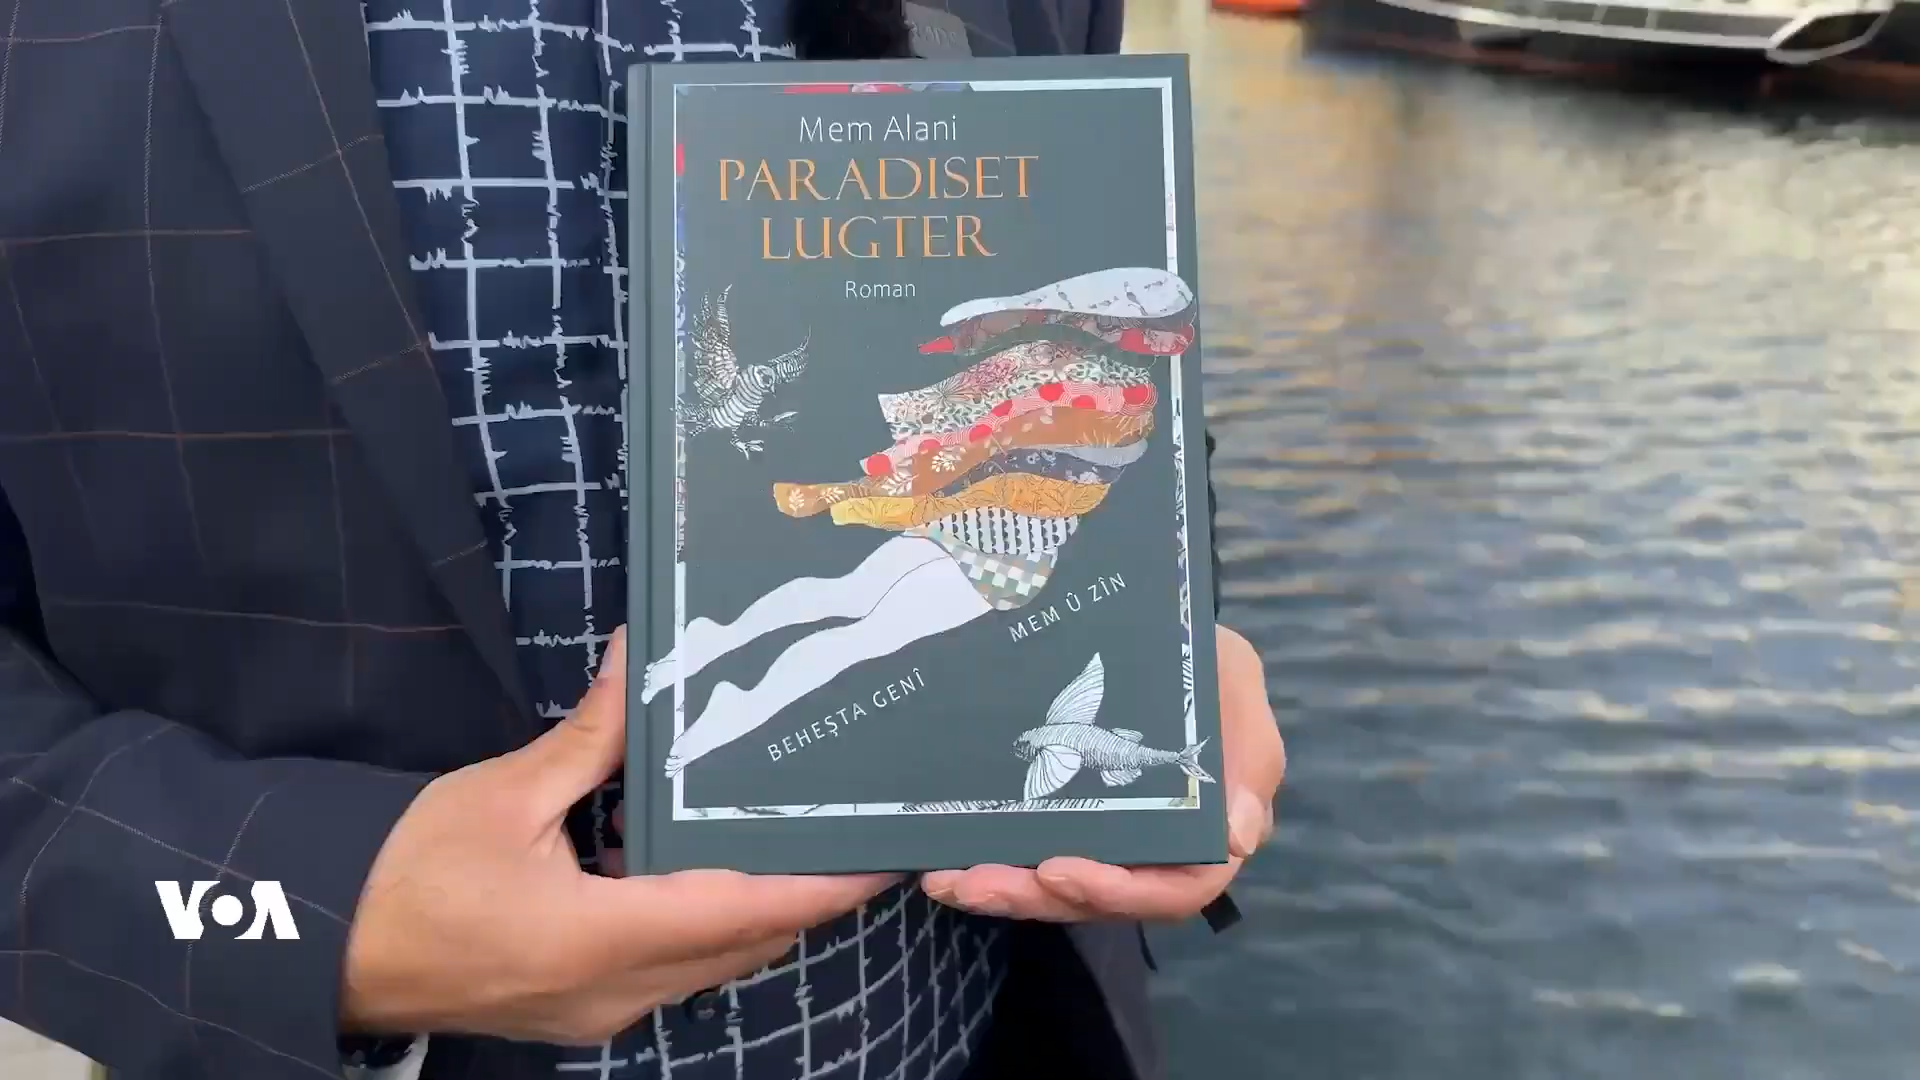 Mem Alani
PARADISET
LUGTER
Roman
MEM Û ZÎN
BEHEŞTA GENÎ
VOA